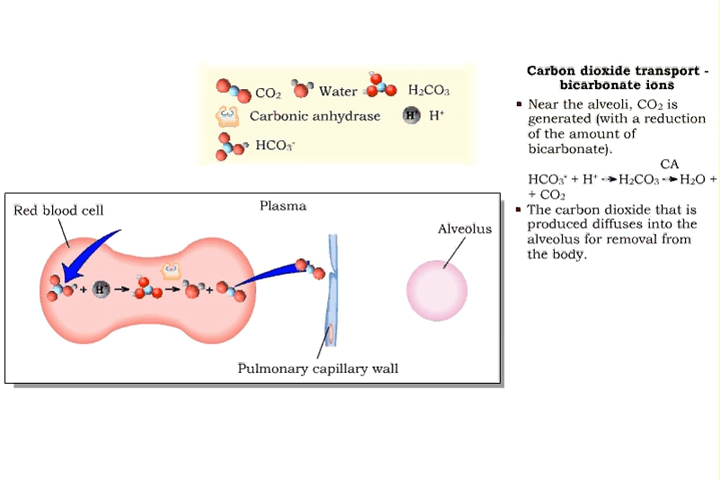 CO₂ Water H₂CO₃
Carbonic anhydrase H⁺ H⁺
HCO₃⁻
Carbon dioxide transport -
bicarbonate ions
▪ Near the alveoli, CO₂ is
generated (with a reduction
of the amount of
bicarbonate).
CA
HCO₃⁻ + H⁺ → H₂CO₃ → H₂O +
+ CO₂
▪ The carbon dioxide that is
produced diffuses into the
alveolus for removal from
the body.
Red blood cell
Plasma
Alveolus
+ H⁺ → → +
Pulmonary capillary wall